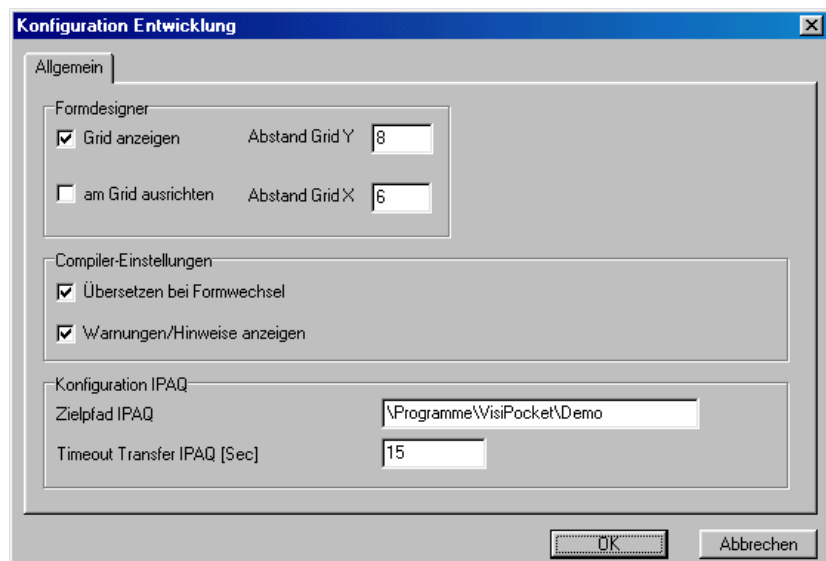 Konfiguration Entwicklung
Allgemein
Formdesigner
Grid anzeigen Abstand Grid Y 8
am Grid ausrichten Abstand Grid X 6
Compiler-Einstellungen
Übersetzen bei Formwechsel
Warnungen/Hinweise anzeigen
Konfiguration IPAQ
Zielpfad IPAQ \Programme\VisiPocket\Demo
Timeout Transfer IPAQ [Sec] 15
OK Abbrechen